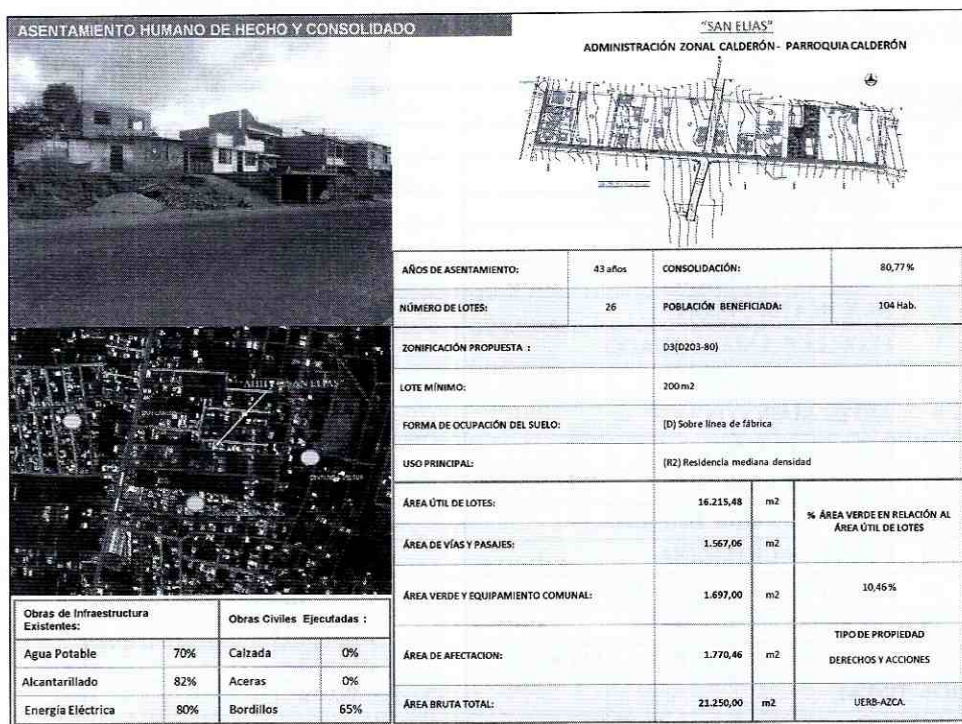 ASENTAMIENTO HUMANO DE HECHO Y CONSOLIDADO
"SAN ELIAS"
ADMINISTRACIÓN ZONAL CALDERÓN - PARROQUIA CALDERÓN
AÑOS DE ASENTAMIENTO: 43 años CONSOLIDACIÓN: 80,77%
NÚMERO DE LOTES: 26 POBLACIÓN BENEFICIADA: 104 Hab.
ZONIFICACIÓN PROPUESTA : D3(D203-80)
LOTE MÍNIMO: 200 m2
FORMA DE OCUPACIÓN DEL SUELO: (D) Sobre línea de fábrica
USO PRINCIPAL: (R2) Residencia mediana densidad
ÁREA ÚTIL DE LOTES: 16.215,48 m2
% ÁREA VERDE EN RELACIÓN AL
ÁREA ÚTIL DE LOTES
ÁREA DE VÍAS Y PASAJES: 1.567,06 m2
ÁREA VERDE Y EQUIPAMIENTO COMUNAL: 1.697,00 m2 10,46%
ÁREA DE AFECTACION: 1.770,46 m2
TIPO DE PROPIEDAD
DERECHOS Y ACCIONES
ÁREA BRUTA TOTAL: 21.250,00 m2 UERB-AZCA.
"SAN ELIAS"
Obras de Infraestructura
Existentes:
Obras Civiles Ejecutadas :
Agua Potable 70% Calzada 0%
Alcantarillado 82% Aceras 0%
Energía Eléctrica 80% Bordillos 65%